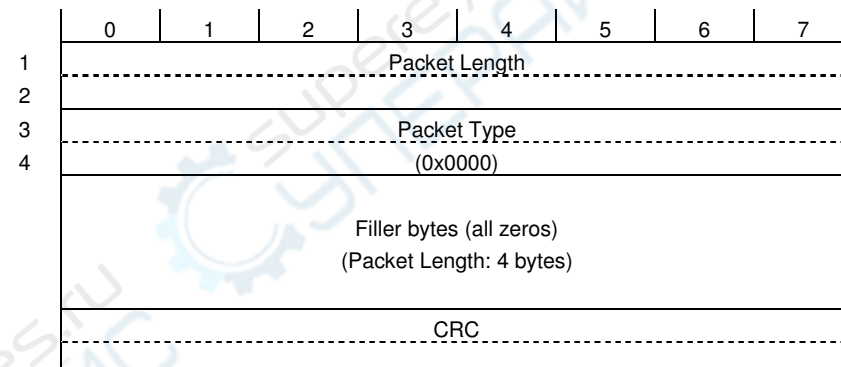 0 1 2 3 4 5 6 7
1 Packet Length
2
3 Packet Type
4 (0x0000)
Filler bytes (all zeros)
(Packet Length: 4 bytes)
CRC